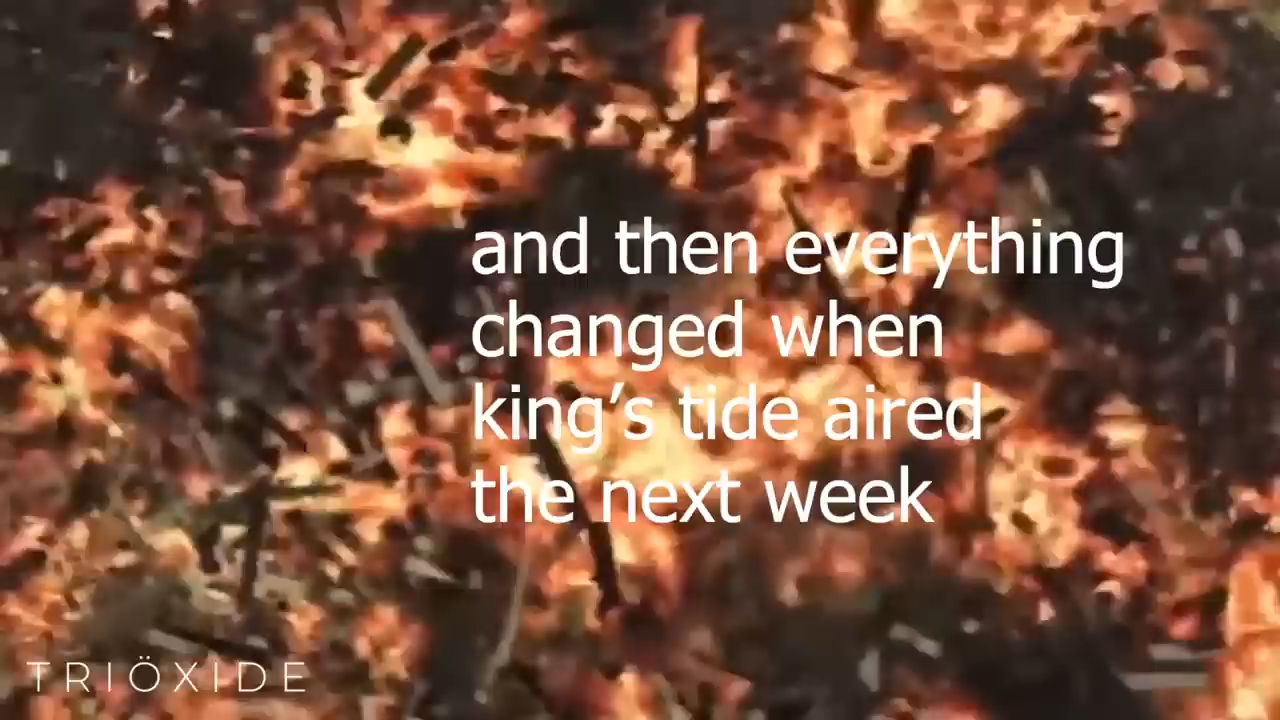 and then everything
changed when
king’s tide aired
the next week
TRIÖXIDE